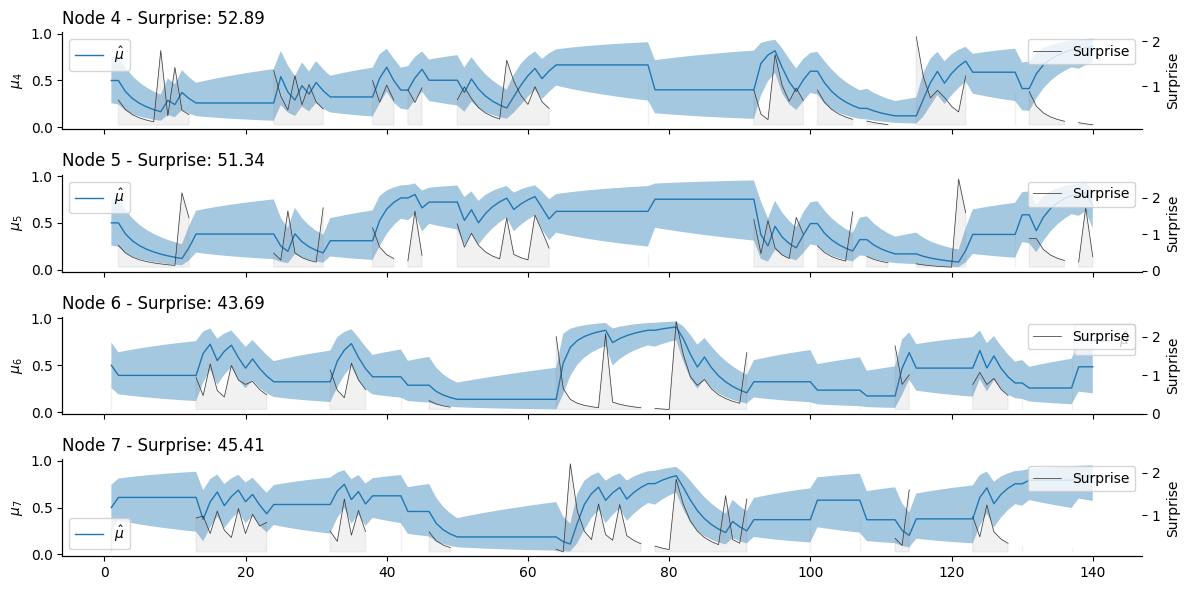 Node 4 - Surprise: 52.89
1.0
0.5
0.0
μ4
μ̂
Surprise
2
1
Surprise
Node 5 - Surprise: 51.34
1.0
0.5
0.0
μ5
μ̂
Surprise
2
1
0
Surprise
Node 6 - Surprise: 43.69
1.0
0.5
0.0
μ6
Surprise
2
1
0
Surprise
Node 7 - Surprise: 45.41
1.0
0.5
0.0
μ7
μ̂
Surprise
2
1
Surprise
0 20 40 60 80 100 120 140